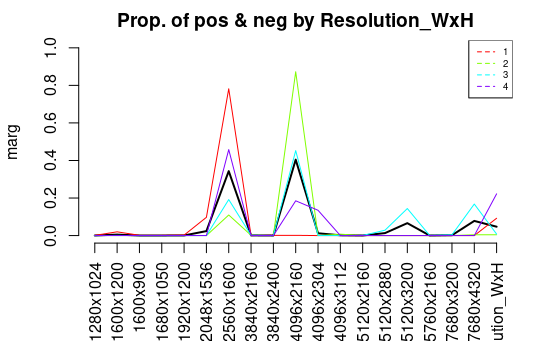 Prop. of pos & neg by Resolution_WxH
marg
1.0
0.8
0.6
0.4
0.2
0.0
1
2
3
4
1280x1024
1600x1200
1600x900
1680x1050
1920x1200
2048x1536
2560x1600
3840x2160
3840x2400
4096x2160
4096x2304
4096x3112
5120x2160
5120x2880
5120x3200
5760x2160
7680x3200
7680x4320
ution_WxH